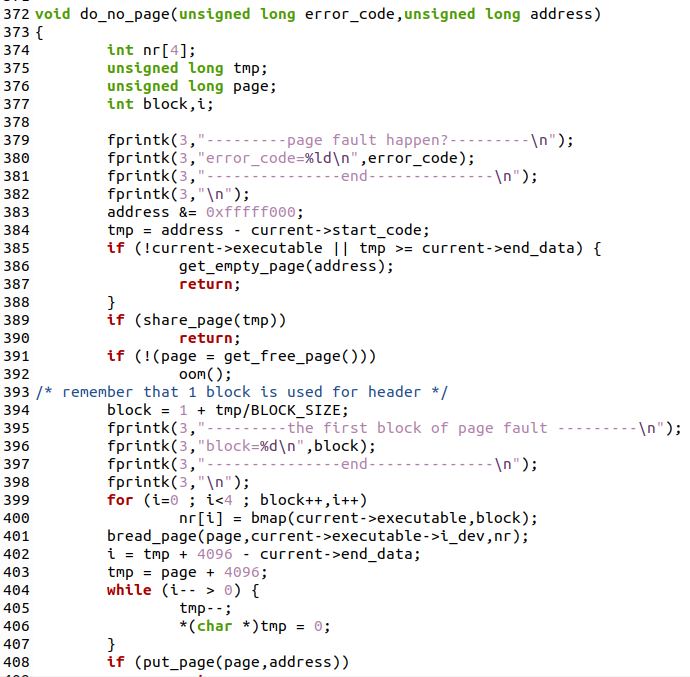 372 void do_no_page(unsigned long error_code,unsigned long address)
373 {
374         int nr[4];
375         unsigned long tmp;
376         unsigned long page;
377         int block,i;
378
379         fprintk(3,"---------page fault happen?---------\n");
380         fprintk(3,"error_code=%ld\n",error_code);
381         fprintk(3,"---------------end--------------\n");
382         fprintk(3,"\n");
383         address &= 0xfffff000;
384         tmp = address - current->start_code;
385         if (!current->executable || tmp >= current->end_data) {
386                 get_empty_page(address);
387                 return;
388         }
389         if (share_page(tmp))
390                 return;
391         if (!(page = get_free_page()))
392                 oom();
393 /* remember that 1 block is used for header */
394         block = 1 + tmp/BLOCK_SIZE;
395         fprintk(3,"---------the first block of page fault ---------\n");
396         fprintk(3,"block=%d\n",block);
397         fprintk(3,"---------------end--------------\n");
398         fprintk(3,"\n");
399         for (i=0 ; i<4 ; block++,i++)
400                 nr[i] = bmap(current->executable,block);
401         bread_page(page,current->executable->i_dev,nr);
402         i = tmp + 4096 - current->end_data;
403         tmp = page + 4096;
404         while (i-- > 0) {
405                 tmp--;
406                 *(char *)tmp = 0;
407         }
408         if (put_page(page,address))